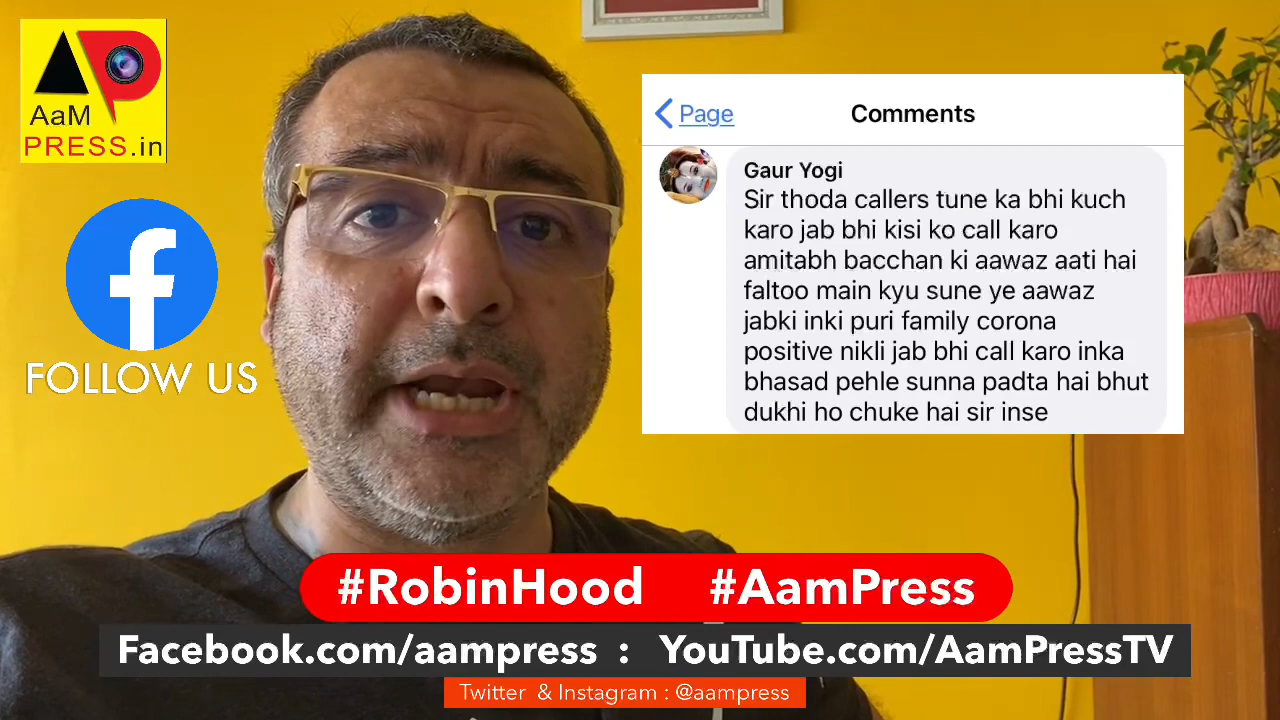 AP
AaM
PRESS.in
FOLLOW US
Page
Comments
Gaur Yogi
Sir thoda callers tune ka bhi kuch
karo jab bhi kisi ko call karo
amitabh bacchan ki aawaz aati hai
faltoo main kyu sune ye aawaz
jabki inki puri family corona
positive nikli jab bhi call karo inka
bhasad pehle sunna padta hai bhut
dukhi ho chuke hai sir inse
#RobinHood #AamPress
Facebook.com/aampress : YouTube.com/AamPressTV
Twitter & Instagram : @aampress